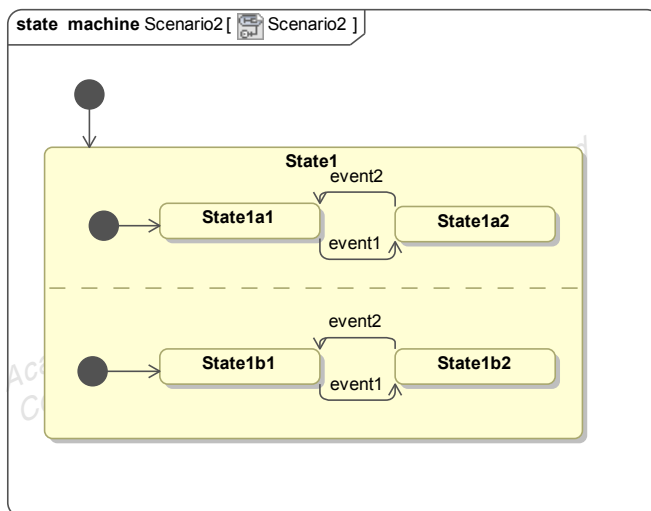 state machine Scenario2 [ Scenario2 ]
State1
event2
State1a1
State1a2
event1
event2
State1b1
State1b2
event1